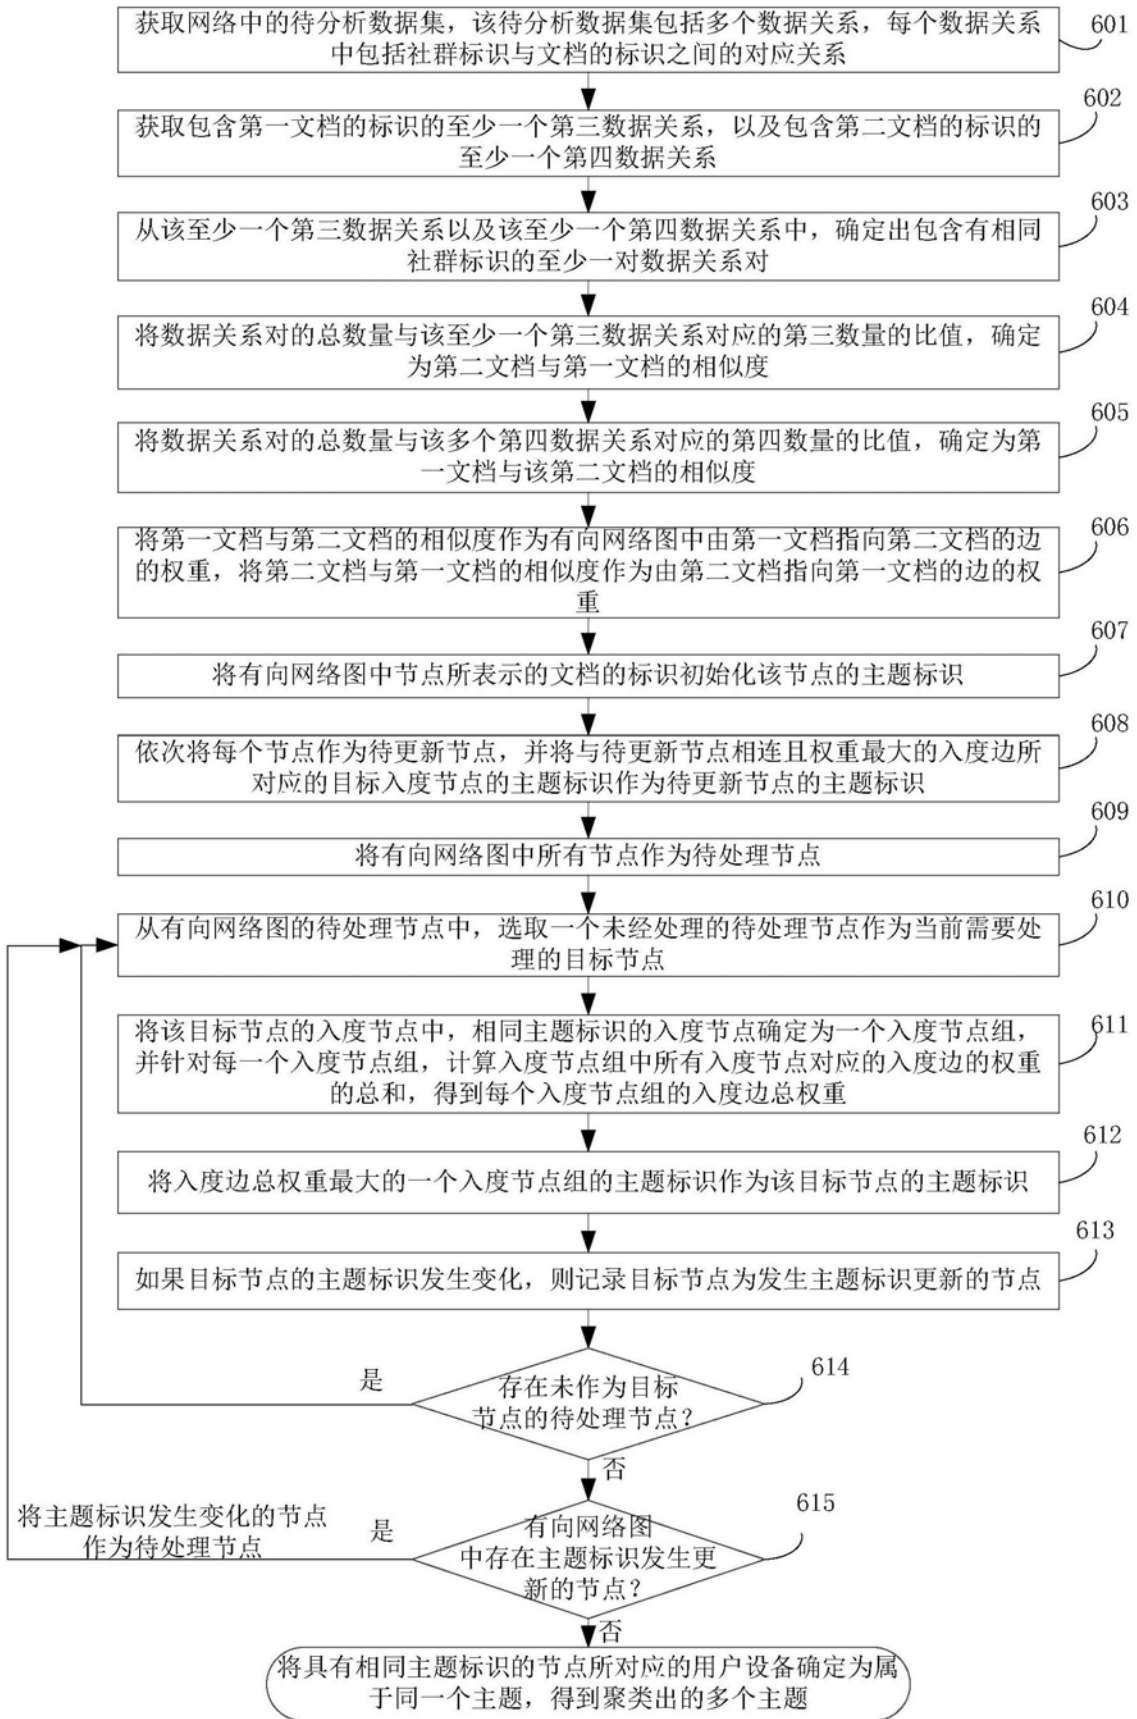 获取网络中的待分析数据集，该待分析数据集包括多个数据关系，每个数据关系
中包括社群标识与文档的标识之间的对应关系
601
获取包含第一文档的标识的至少一个第三数据关系，以及包含第二文档的标识的
至少一个第四数据关系
602
从该至少一个第三数据关系以及该至少一个第四数据关系中，确定出包含有相同
社群标识的至少一对数据关系对
603
将数据关系对的总数量与该至少一个第三数据关系对应的第三数量的比值，确定
为第二文档与第一文档的相似度
604
将数据关系对的总数量与该多个第四数据关系对应的第四数量的比值，确定为第
一文档与该第二文档的相似度
605
将第一文档与第二文档的相似度作为有向网络图中由第一文档指向第二文档的边
的权重，将第二文档与第一文档的相似度作为由第二文档指向第一文档的边的权
重
606
将有向网络图中节点所表示的文档的标识初始化该节点的主题标识
607
依次将每个节点作为待更新节点，并将与待更新节点相连且权重最大的入度边所
对应的目标入度节点的主题标识作为待更新节点的主题标识
608
将有向网络图中所有节点作为待处理节点
609
从有向网络图的待处理节点中，选取一个未经处理的待处理节点作为当前需要处
理的目标节点
610
将该目标节点的入度节点中，相同主题标识的入度节点确定为一个入度节点组，
并针对每一个入度节点组，计算入度节点组中所有入度节点对应的入度边的权重
的总和，得到每个入度节点组的入度边总权重
611
将入度边总权重最大的一个入度节点组的主题标识作为该目标节点的主题标识
612
如果目标节点的主题标识发生变化，则记录目标节点为发生主题标识更新的节点
613
存在未作为目标
节点的待处理节点？
614
是
否
有向网络图
中存在主题标识发生更
新的节点？
615
是
将主题标识发生变化的节点
作为待处理节点
否
将具有相同主题标识的节点所对应的用户设备确定为属
于同一个主题，得到聚类出的多个主题